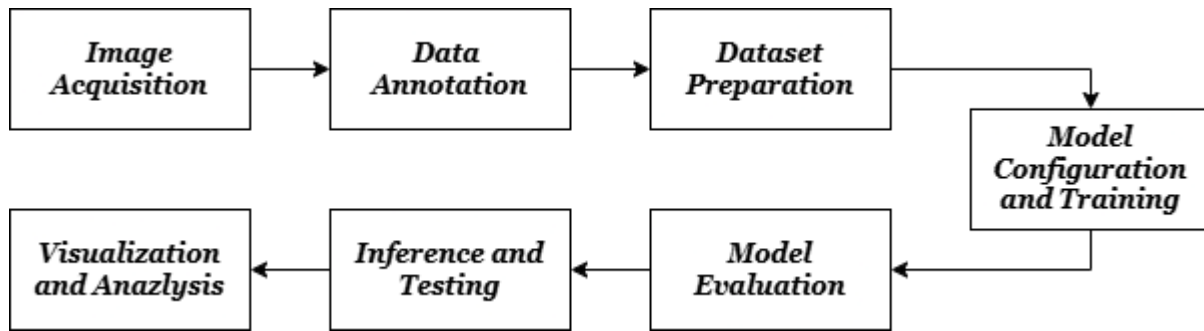 Image
Acquisition
Data
Annotation
Dataset
Preparation
Model
Configuration
and Training
Model
Evaluation
Inference and
Testing
Visualization
and Anazlysis